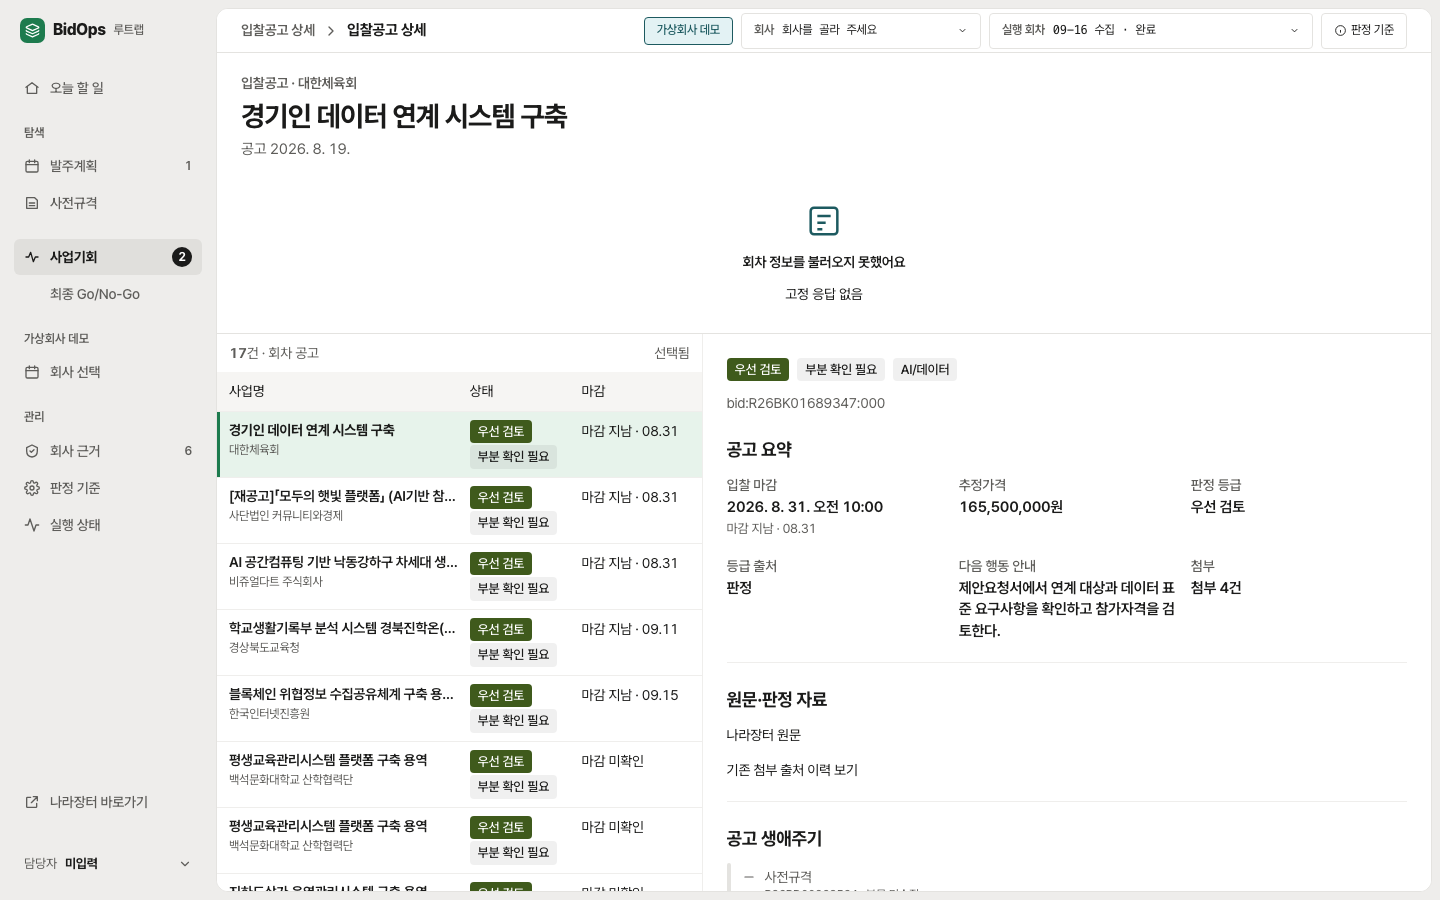 BidOps 루트랩
오늘 할 일
탐색
발주계획 1
사전규격
사업기회 2
최종 Go/No-Go
가상회사 데모
회사 선택
관리
회사 근거 6
판정 기준
실행 상태
나라장터 바로가기
담당자 미입력
입찰공고 상세 > 입찰공고 상세
가상회사 데모
회사 회사를 골라 주세요
실행 회차 09-16 수집 · 완료
판정 기준
입찰공고 · 대한체육회
경기인 데이터 연계 시스템 구축
공고 2026. 8. 19.
회차 정보를 불러오지 못했어요
고정 응답 없음
17건 · 회차 공고 선택됨
사업명 상태 마감
경기인 데이터 연계 시스템 구축 우선 검토 마감 지남 · 08.31
대한체육회 부분 확인 필요
[재공고]「모두의 햇빛 플랫폼」 (AI기반 참... 우선 검토 마감 지남 · 08.31
사단법인 커뮤니티와경제 부분 확인 필요
AI 공간컴퓨팅 기반 낙동강하구 차세대 생... 우선 검토 마감 지남 · 08.31
비쥬얼다트 주식회사 부분 확인 필요
학교생활기록부 분석 시스템 경북진학온(... 우선 검토 마감 지남 · 09.11
경상북도교육청 부분 확인 필요
블록체인 위협정보 수집공유체계 구축 용... 우선 검토 마감 지남 · 09.15
한국인터넷진흥원 부분 확인 필요
평생교육관리시스템 플랫폼 구축 용역 우선 검토 마감 미확인
백석문화대학교 산학협력단 부분 확인 필요
평생교육관리시스템 플랫폼 구축 용역 우선 검토 마감 미확인
백석문화대학교 산학협력단 부분 확인 필요
우선 검토 부분 확인 필요 AI/데이터
bid:R26BK01689347:000
공고 요약
입찰 마감 추정가격 판정 등급
2026. 8. 31. 오전 10:00 165,500,000원 우선 검토
마감 지남 · 08.31
등급 출처 다음 행동 안내 첨부
판정 제안요청서에서 연계 대상과 데이터 표 첨부 4건
준 요구사항을 확인하고 참가자격을 검
토한다.
원문·판정 자료
나라장터 원문
기존 첨부 출처 이력 보기
공고 생애주기
사전규격